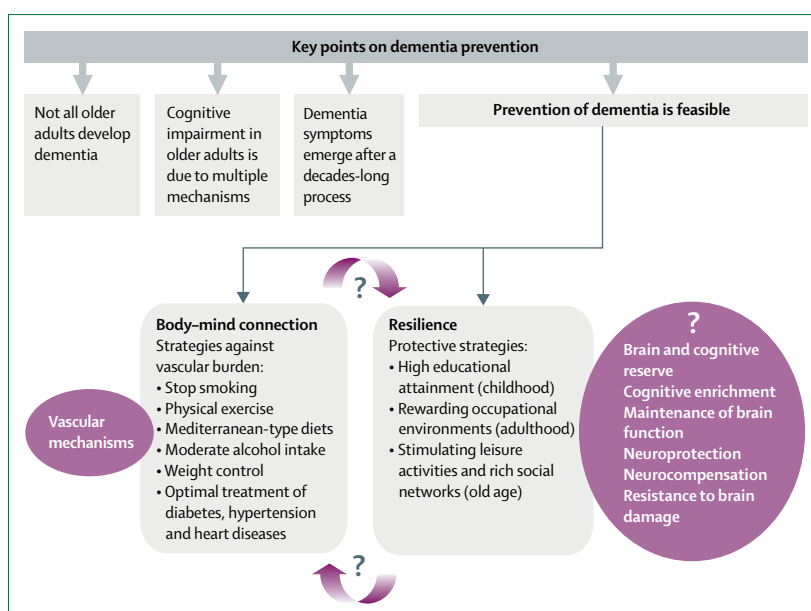 Key points on dementia prevention
Not all older
adults develop
dementia
Cognitive
impairment in
older adults is
due to multiple
mechanisms
Dementia
symptoms
emerge after a
decades-long
process
Prevention of dementia is feasible
?
Body–mind connection
Strategies against
vascular burden:
• Stop smoking
• Physical exercise
• Mediterranean-type diets
• Moderate alcohol intake
• Weight control
• Optimal treatment of
diabetes, hypertension
and heart diseases
Vascular
mechanisms
Resilience
Protective strategies:
• High educational
attainment (childhood)
• Rewarding occupational
environments (adulthood)
• Stimulating leisure
activities and rich social
networks (old age)
?
Brain and cognitive
reserve
Cognitive enrichment
Maintenance of brain
function
Neuroprotection
Neurocompensation
Resistance to brain
damage
?